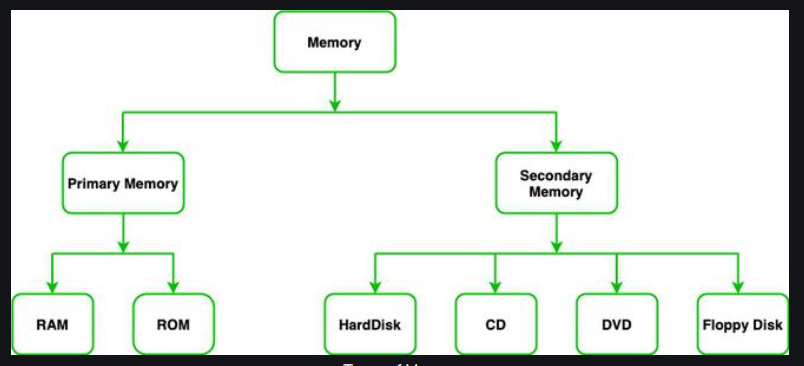 Memory
Primary Memory
Secondary
Memory
RAM
ROM
HardDisk
CD
DVD
Floppy Disk